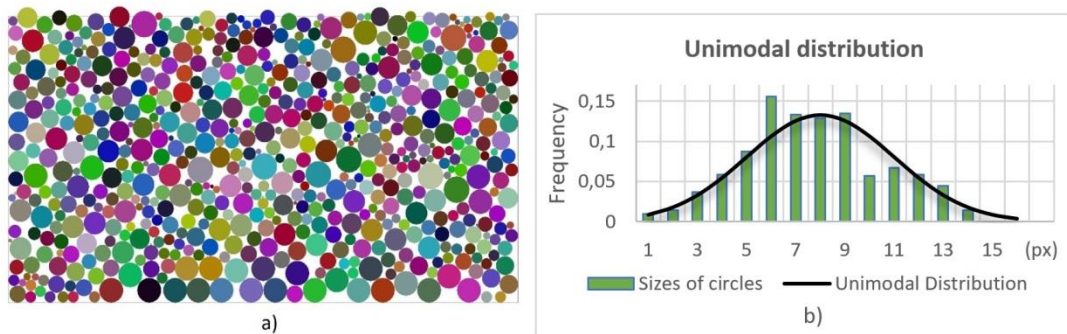 Unimodal distribution
Frequency
0,15
0,1
0,05
0
1 3 5 7 9 11 13 15 (px)
Sizes of circles Unimodal Distribution
a)
b)